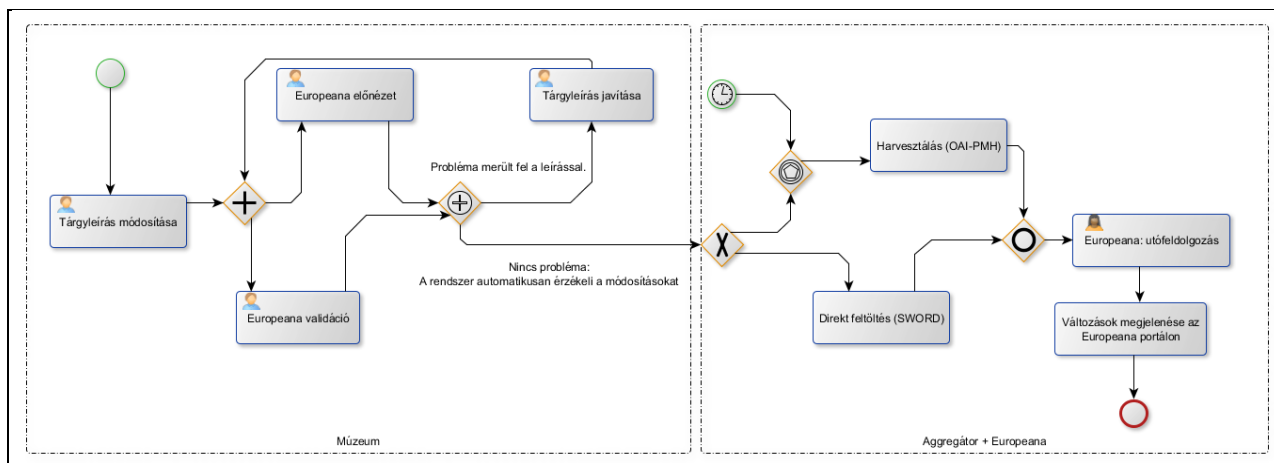 Europeana előnézet
Tárgyleírás javítása
Probléma merült fel a leírással.
Tárgyleírás módosítása
Nincs probléma:
A rendszer automatikusan érzékeli a módosításokat
Europeana validáció
Múzeum
Harvesztálás (OAI-PMH)
Europeana: utófeldolgozás
Direkt feltöltés (SWORD)
Változások megjelenése az
Europeana portálon
Aggregátor + Europeana